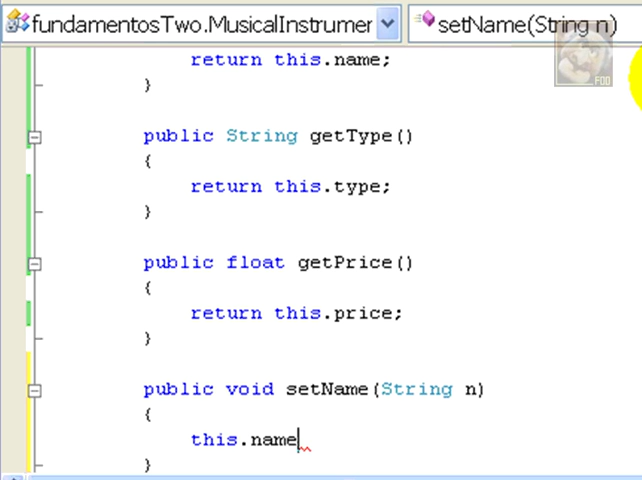 fundamentosTwo.MusicalInstrumer
setName(String n)
FOO
return this.name;
}
public String getType()
{
return this.type;
}
public float getPrice()
{
return this.price;
}
public void setName(String n)
{
this.name
}